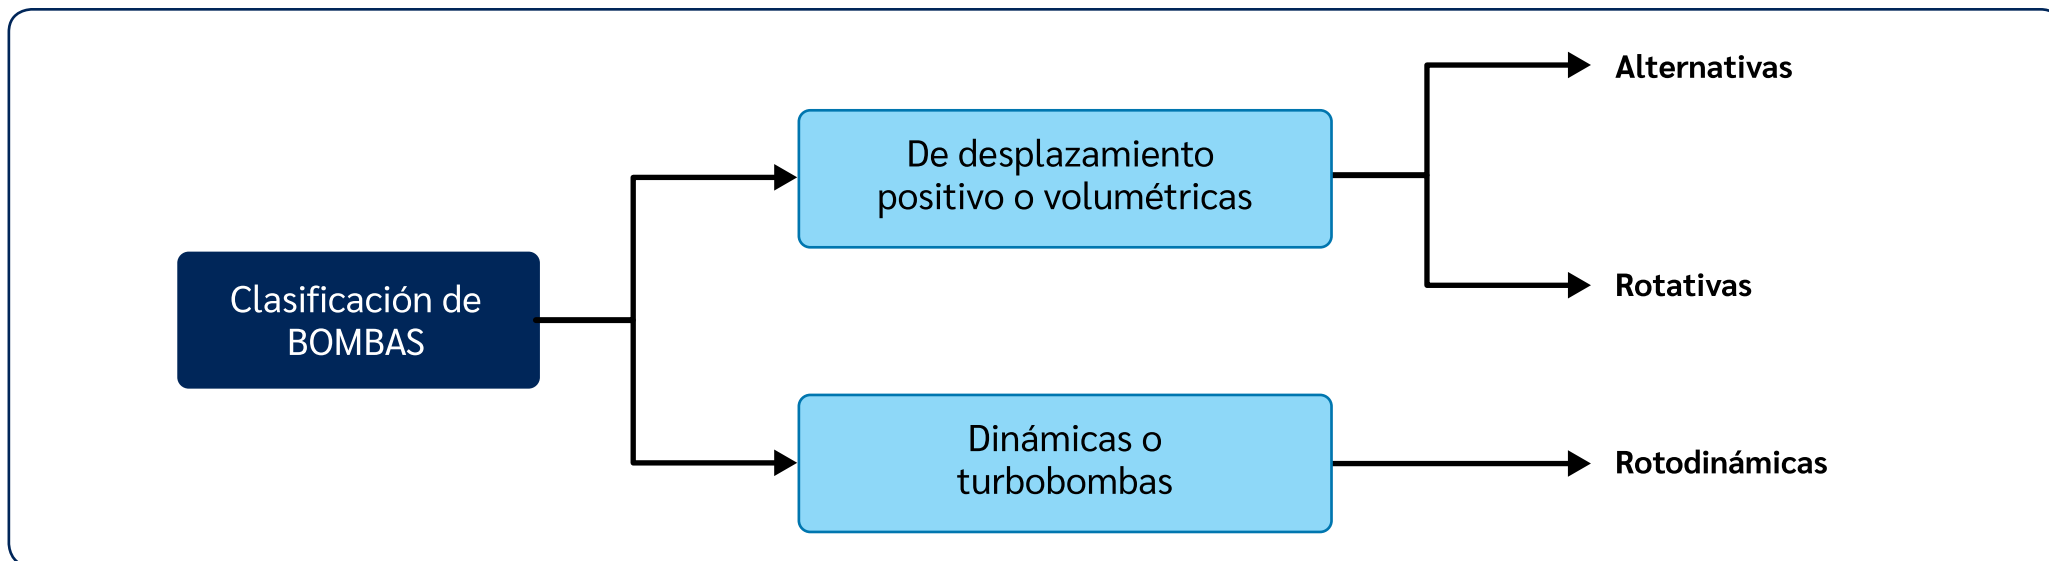 Clasificación de
BOMBAS
De desplazamiento
positivo o volumétricas
Alternativas
Rotativas
Dinámicas o
turbobombas
Rotodinámicas